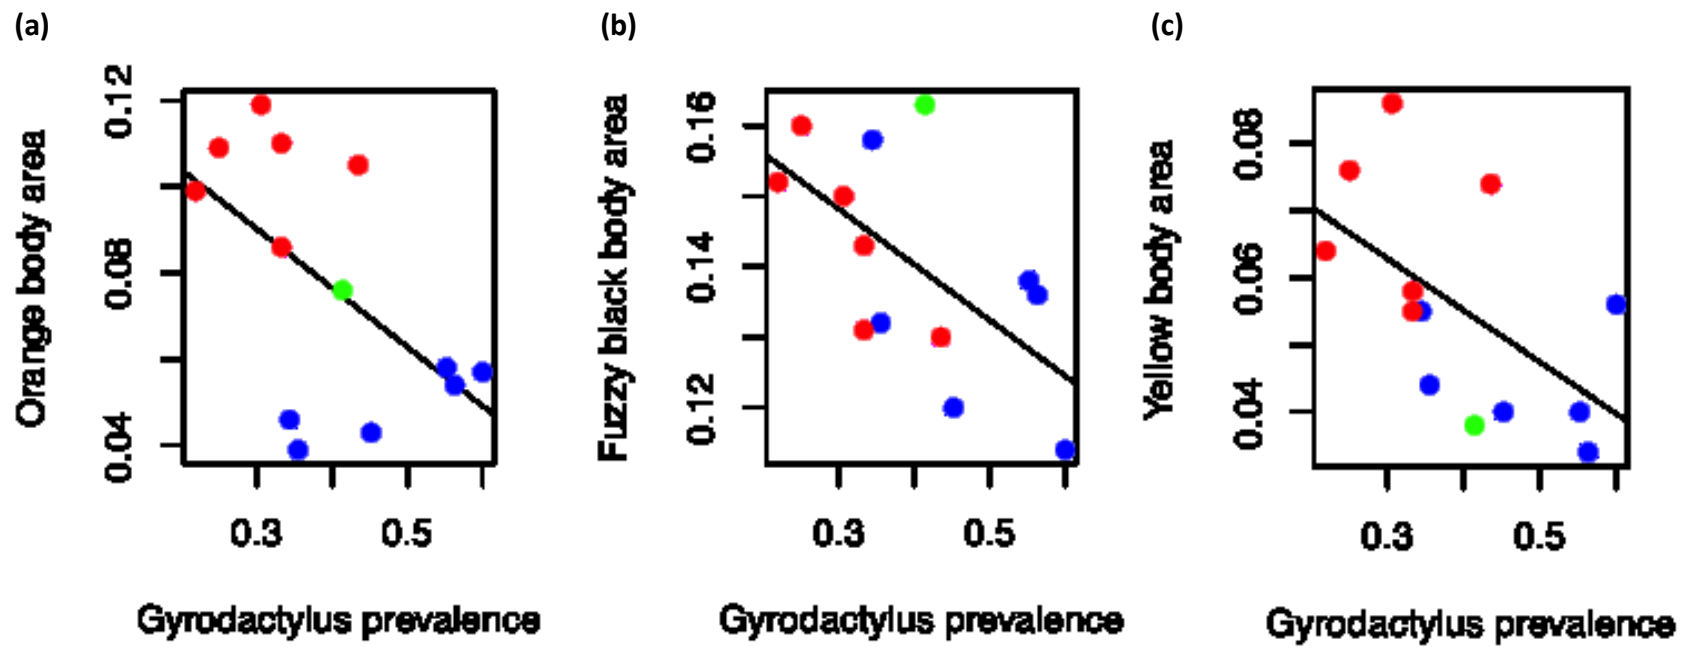 (a)
Orange body area
0.12
0.08
0.04
0.3 0.5
Gyrodactylus prevalence
(b)
Fuzzy black body area
0.16
0.14
0.12
0.3 0.5
Gyrodactylus prevalence
(c)
Yellow body area
0.08
0.06
0.04
0.3 0.5
Gyrodactylus prevalence